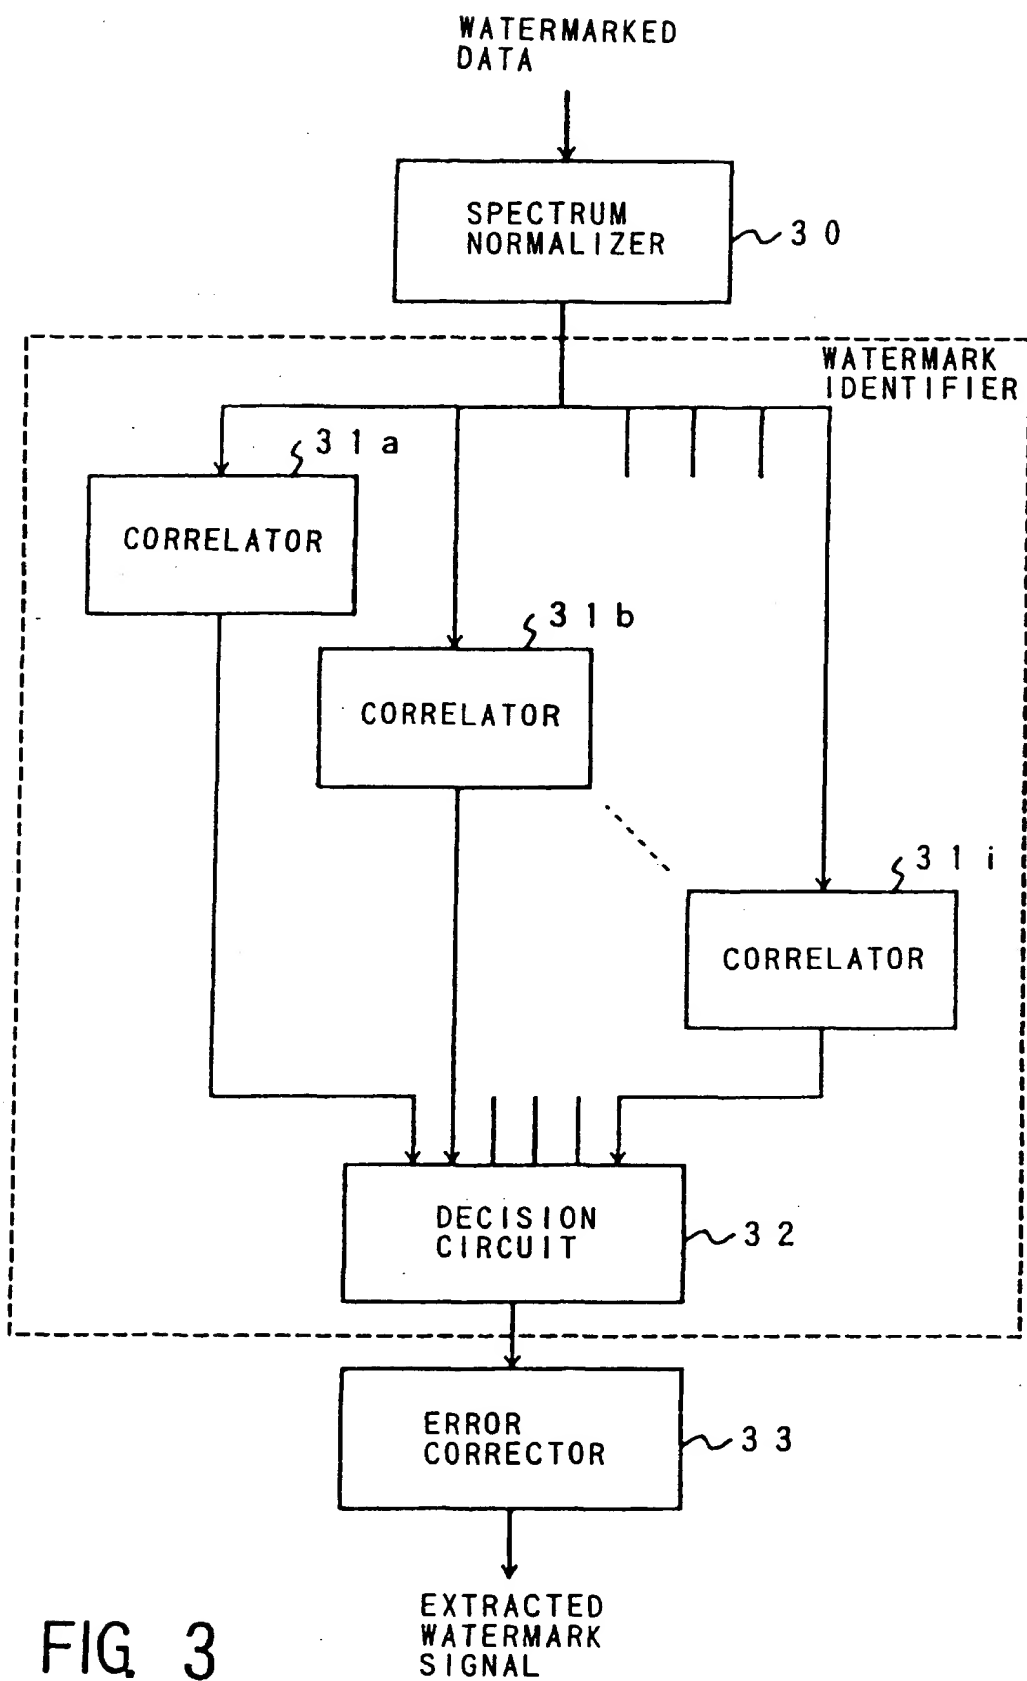 WATERMARKED
DATA
SPECTRUM
NORMALIZER
30
WATERMARK
IDENTIFIER
31a
CORRELATOR
31b
CORRELATOR
31i
CORRELATOR
DECISION
CIRCUIT
32
ERROR
CORRECTOR
33
EXTRACTED
WATERMARK
SIGNAL
FIG. 3